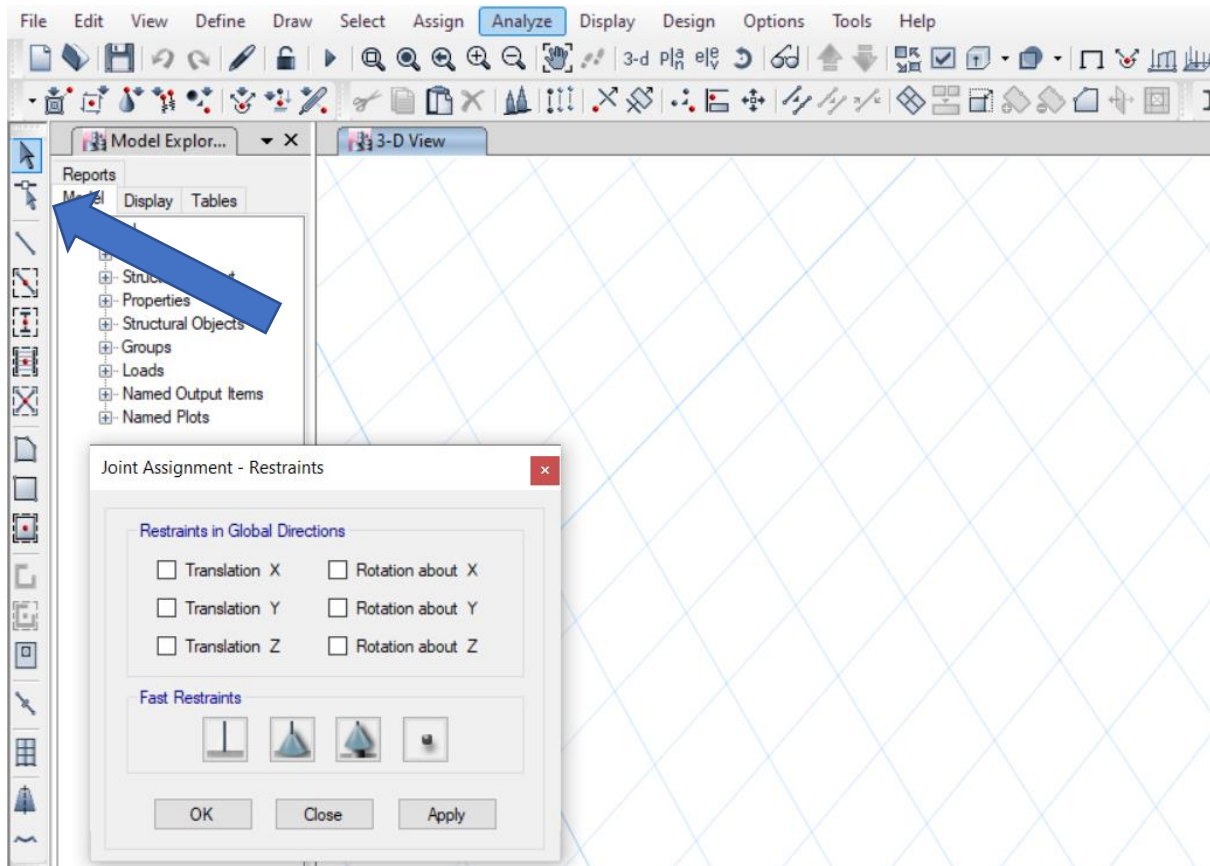 File Edit View Define Draw Select Assign Analyze Display Design Options Tools Help
3-d
Model Explor...
3-D View
Reports
Display Tables
Properties
Structural Objects
Groups
Loads
Named Output Items
Named Plots
Joint Assignment - Restraints
Restraints in Global Directions
Translation X Rotation about X
Translation Y Rotation about Y
Translation Z Rotation about Z
Fast Restraints
OK Close Apply